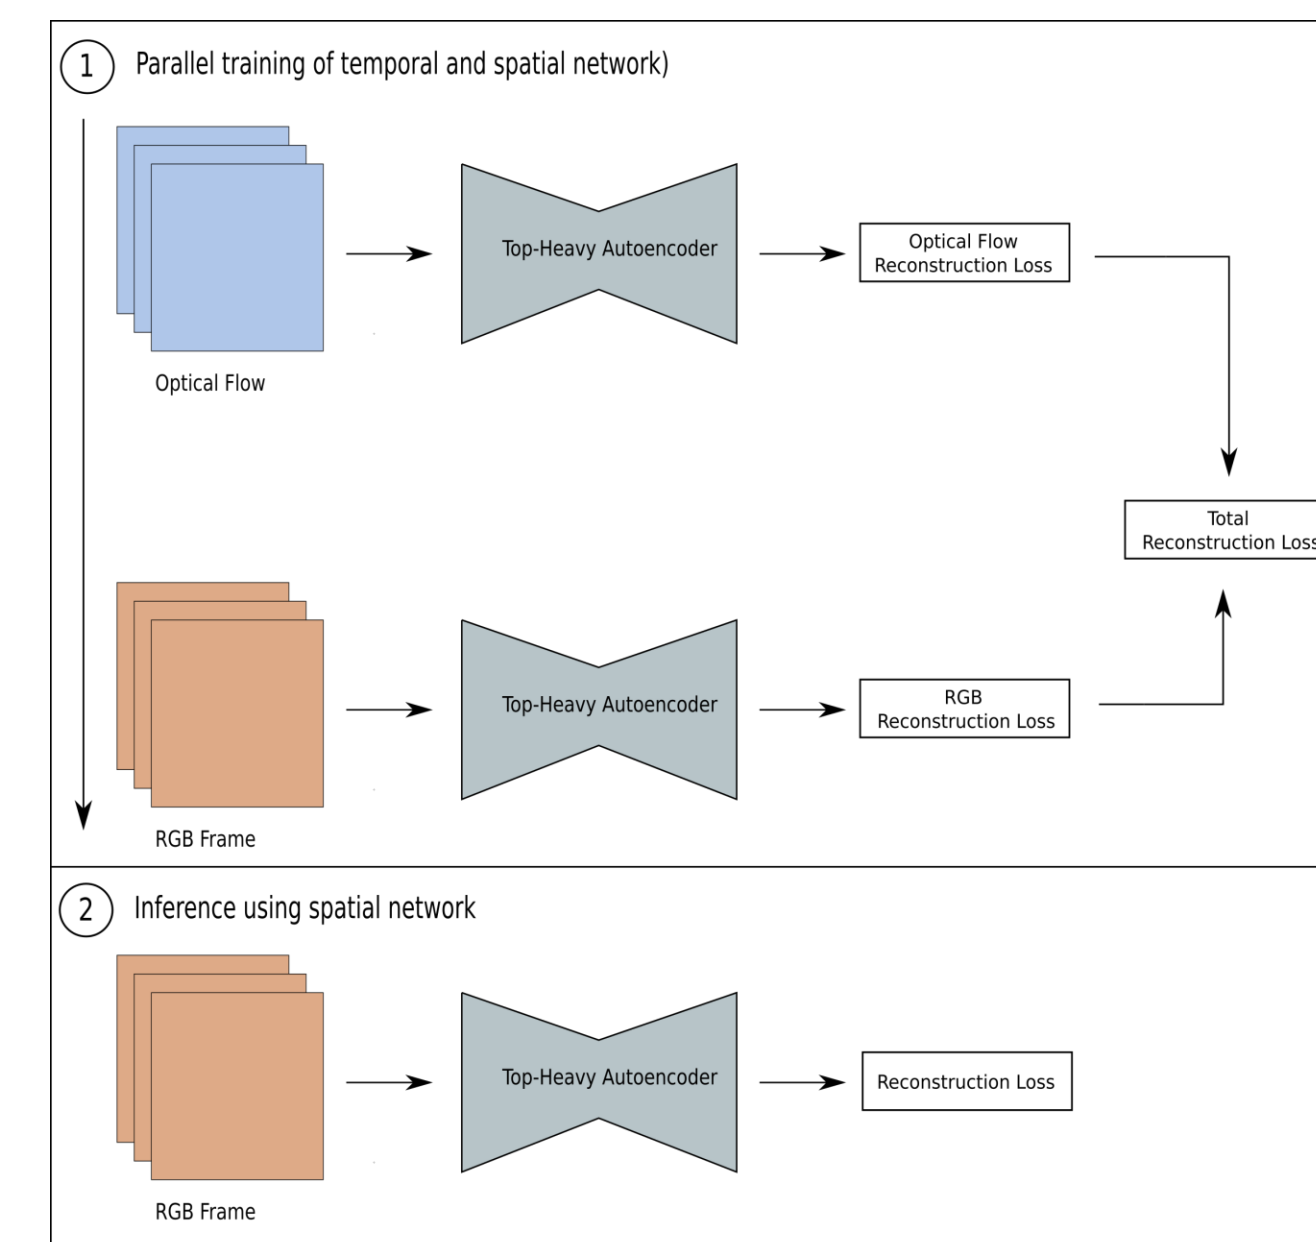 1 Parallel training of temporal and spatial network)
Top-Heavy Autoencoder
Optical Flow
Reconstruction Loss
Optical Flow
Total
Reconstruction Loss
Top-Heavy Autoencoder
RGB
Reconstruction Loss
RGB Frame
2 Inference using spatial network
Top-Heavy Autoencoder
Reconstruction Loss
RGB Frame